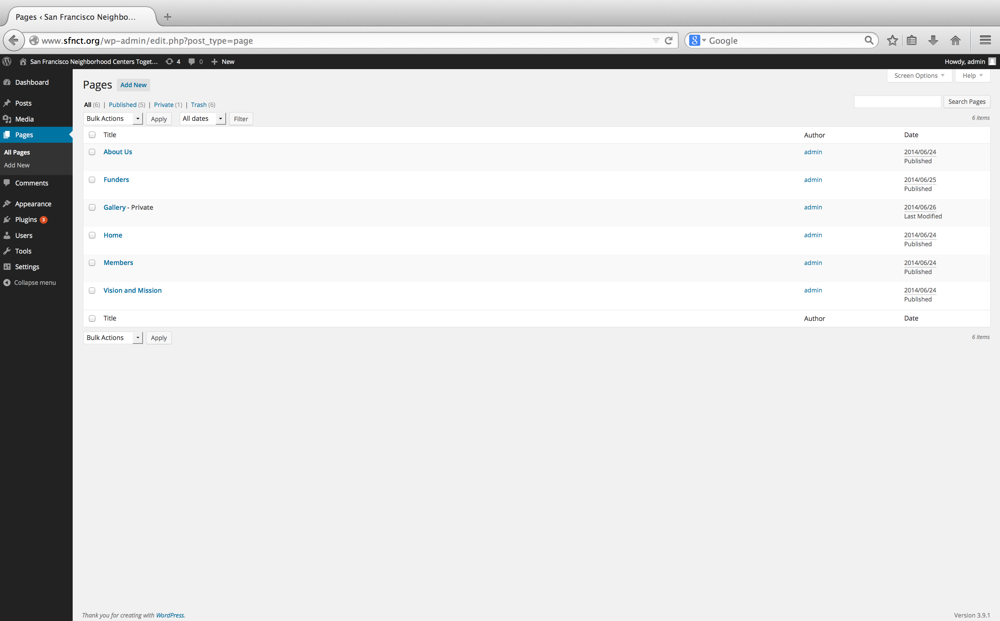 Pages ‹ San Francisco Neighbo...
www.sfnct.org/wp-admin/edit.php?post_type=page
Google
San Francisco Neighborhood Centers Toget... 4 0 New
Howdy, admin
Dashboard
Posts
Media
Pages
All Pages
Add New
Comments
Appearance
Plugins 3
Users
Tools
Settings
Collapse menu
Screen Options
Help
Pages Add New
All (6) | Published (5) | Private (1) | Trash (6)
Search Pages
Bulk Actions Apply All dates Filter
6 items
Title Author Date
About Us admin 2014/06/24
Published
Funders admin 2014/06/25
Published
Gallery - Private admin 2014/06/26
Last Modified
Home admin 2014/06/24
Published
Members admin 2014/06/24
Published
Vision and Mission admin 2014/06/24
Published
Title Author Date
Bulk Actions Apply
6 items
Thank you for creating with WordPress.
Version 3.9.1